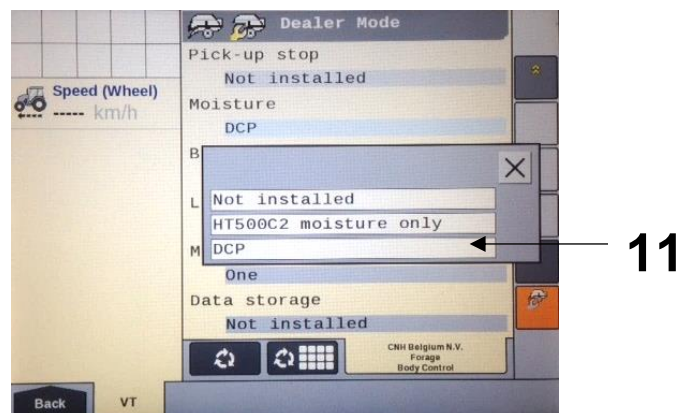 Dealer Mode
Pick-up stop
Not installed
Speed (Wheel)
----- km/h
Moisture
DCP
B
Not installed
L
HT500C2 moisture only
M
DCP
11
One
Data storage
Not installed
CNH Belgium N.V.
Forage
Body Control
Back
VT